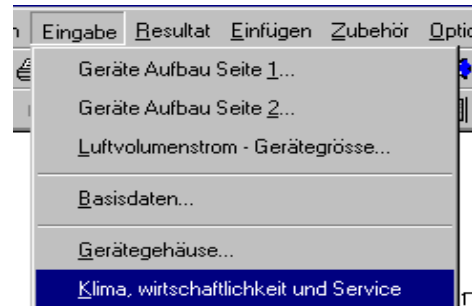 Eingabe Resultat Einfügen Zubehör
Geräte Aufbau Seite 1...
Geräte Aufbau Seite 2...
Luftvolumenstrom - Gerätegrösse...
Basisdaten...
Gerätegehäuse...
Klima, wirtschaftlichkeit und Service